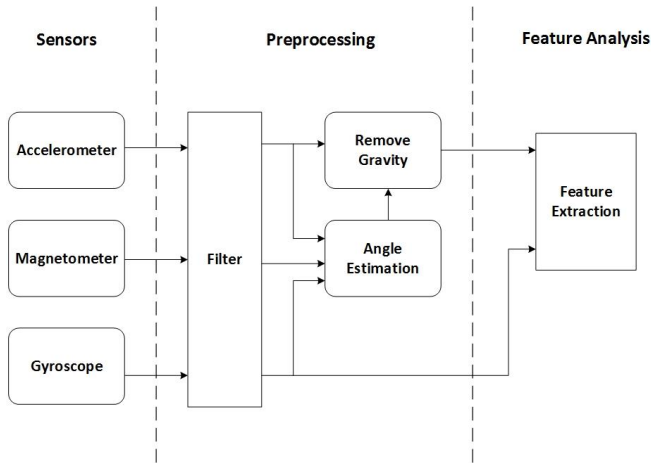 Sensors
Preprocessing
Feature Analysis
Accelerometer
Magnetometer
Gyroscope
Filter
Remove
Gravity
Angle
Estimation
Feature
Extraction